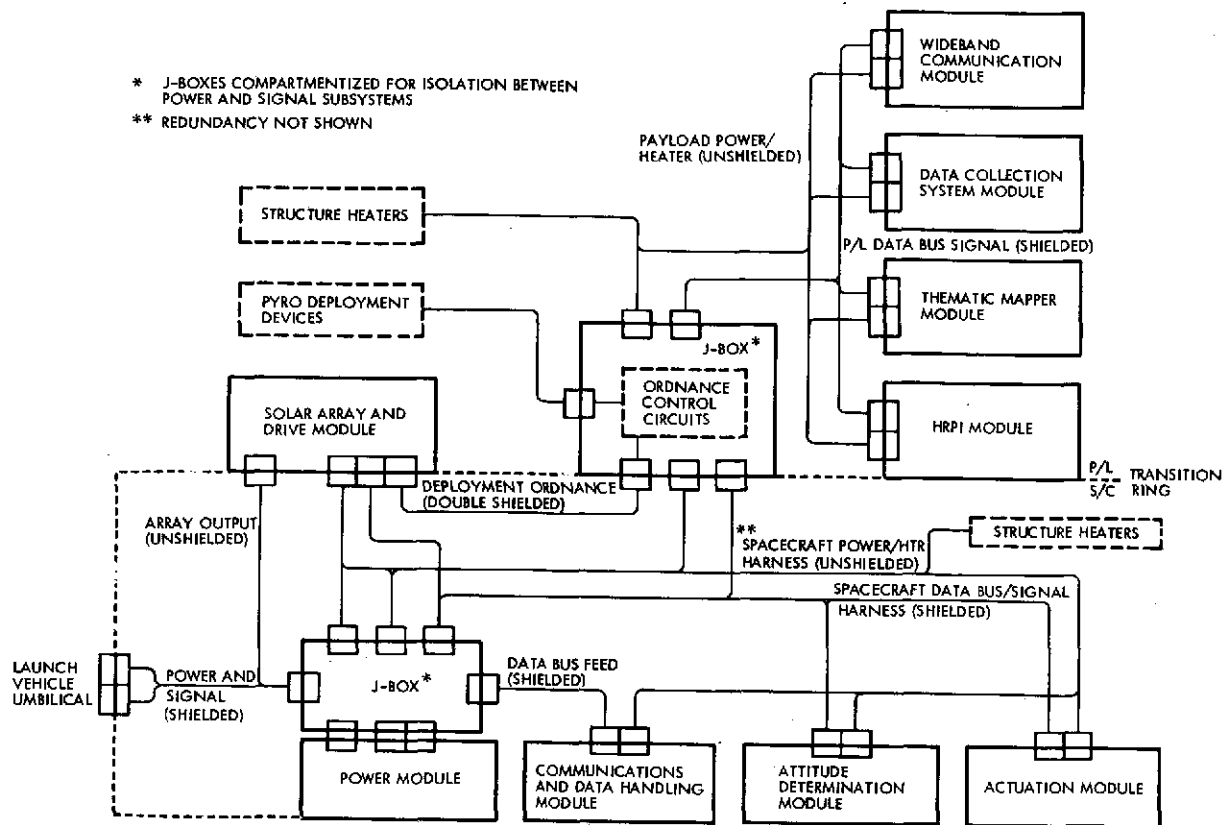 * J-BOXES COMPARTMENTIZED FOR ISOLATION BETWEEN
POWER AND SIGNAL SUBSYSTEMS
** REDUNDANCY NOT SHOWN
WIDEBAND
COMMUNICATION
MODULE
PAYLOAD POWER/
HEATER (UNSHIELDED)
DATA COLLECTION
SYSTEM MODULE
STRUCTURE HEATERS
P/L DATA BUS SIGNAL (SHIELDED)
PYRO DEPLOYMENT
DEVICES
THEMATIC MAPPER
MODULE
J-BOX*
ORDNANCE
CONTROL
CIRCUITS
SOLAR ARRAY AND
DRIVE MODULE
HRPI MODULE
P/L
S/C
TRANSITION
RING
DEPLOYMENT ORDNANCE
(DOUBLE SHIELDED)
ARRAY OUTPUT
(UNSHIELDED)
**
SPACECRAFT POWER/HTR
HARNESS (UNSHIELDED)
STRUCTURE HEATERS
SPACECRAFT DATA BUS/SIGNAL
HARNESS (SHIELDED)
LAUNCH
VEHICLE
UMBILICAL
POWER AND
SIGNAL
(SHIELDED)
J-BOX*
DATA BUS FEED
(SHIELDED)
POWER MODULE
COMMUNICATIONS
AND DATA HANDLING
MODULE
ATTITUDE
DETERMINATION
MODULE
ACTUATION MODULE